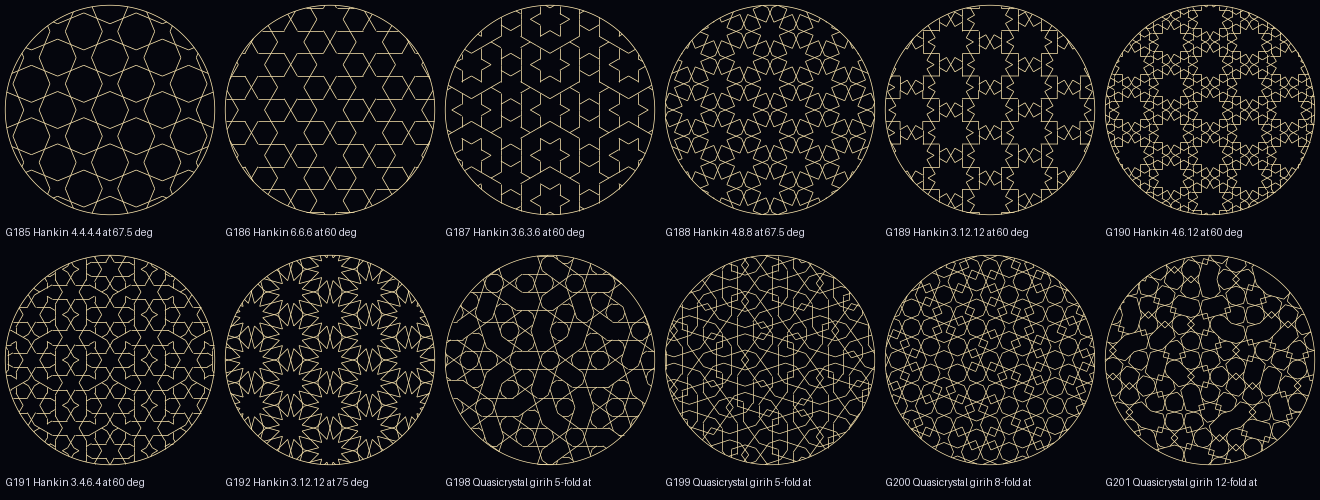 G185 Hankin 4.4.4.4 at 67.5 deg
G186 Hankin 6.6.6 at 60 deg
G187 Hankin 3.6.3.6 at 60 deg
G188 Hankin 4.8.8 at 67.5 deg
G189 Hankin 3.12.12 at 60 deg
G190 Hankin 4.6.12 at 60 deg
G191 Hankin 3.4.6.4 at 60 deg
G192 Hankin 3.12.12 at 75 deg
G198 Quasicrystal girih 5-fold at
G199 Quasicrystal girih 5-fold at
G200 Quasicrystal girih 8-fold at
G201 Quasicrystal girih 12-fold at